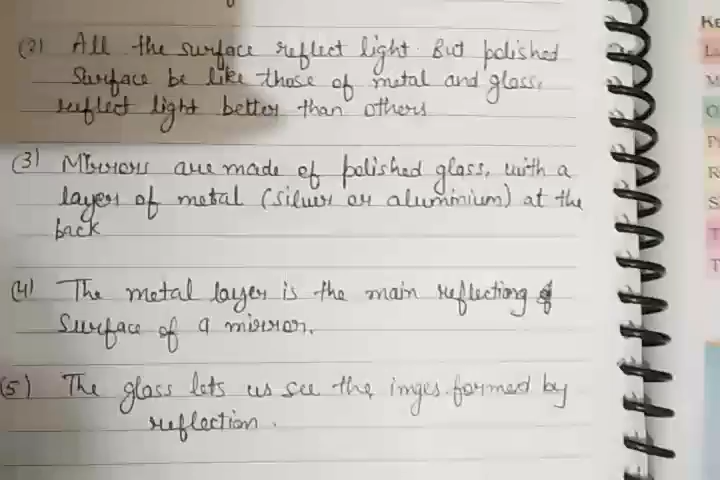 (2) All the surface reflect light. But polished
Surface be like those of metal and glass,
reflect light better than others
(3) Mirrors are made of polished glass, with a
layer of metal (silver or aluminium) at the
back
(4) The metal layer is the main reflecting
Surface of a mirror.
(5) The glass lets us see the imges formed by
reflection.